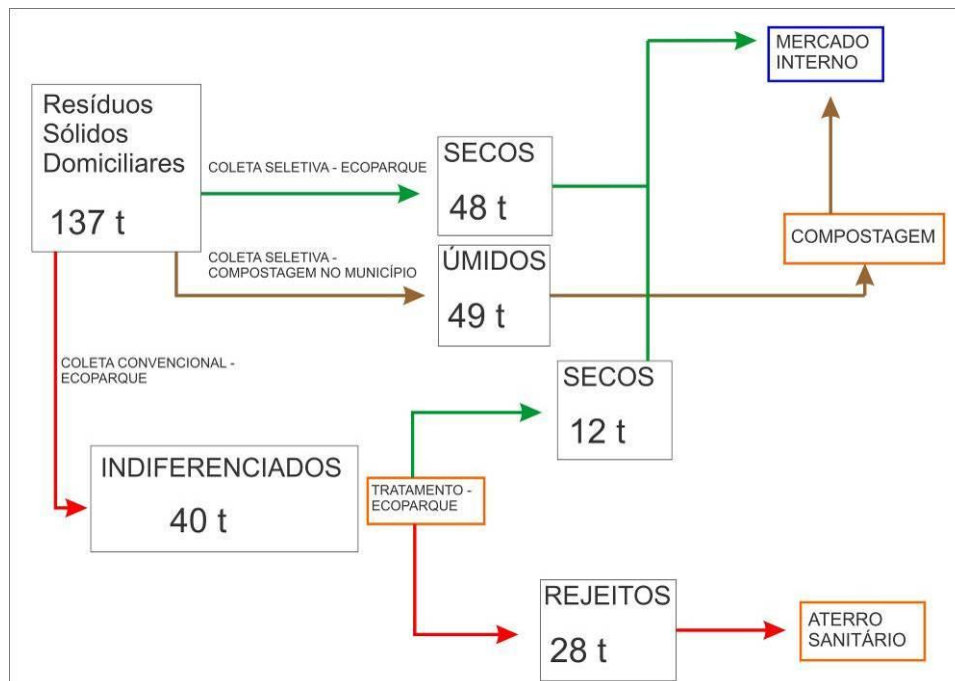 MERCADO
INTERNO
Resíduos
Sólidos
Domiciliares
137 t
COLETA SELETIVA - ECOPARQUE
SECOS
48 t
COLETA SELETIVA -
COMPOSTAGEM NO MUNICÍPIO
ÚMIDOS
49 t
COMPOSTAGEM
COLETA CONVENCIONAL -
ECOPARQUE
SECOS
12 t
INDIFERENCIADOS
40 t
TRATAMENTO -
ECOPARQUE
REJEITOS
28 t
ATERRO
SANITÁRIO